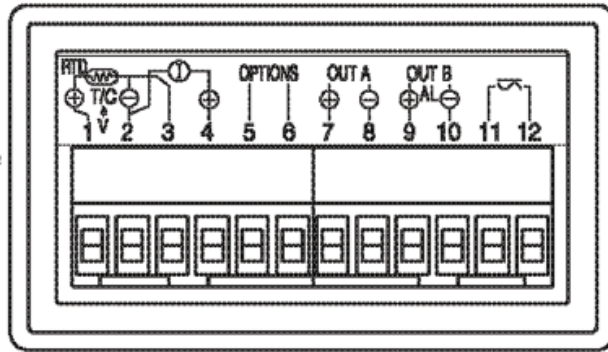 RTD OPTIONS OUT A OUT B
+ T/C − + + − + AL −
V
1 2 3 4 5 6 7 8 9 10 11 12